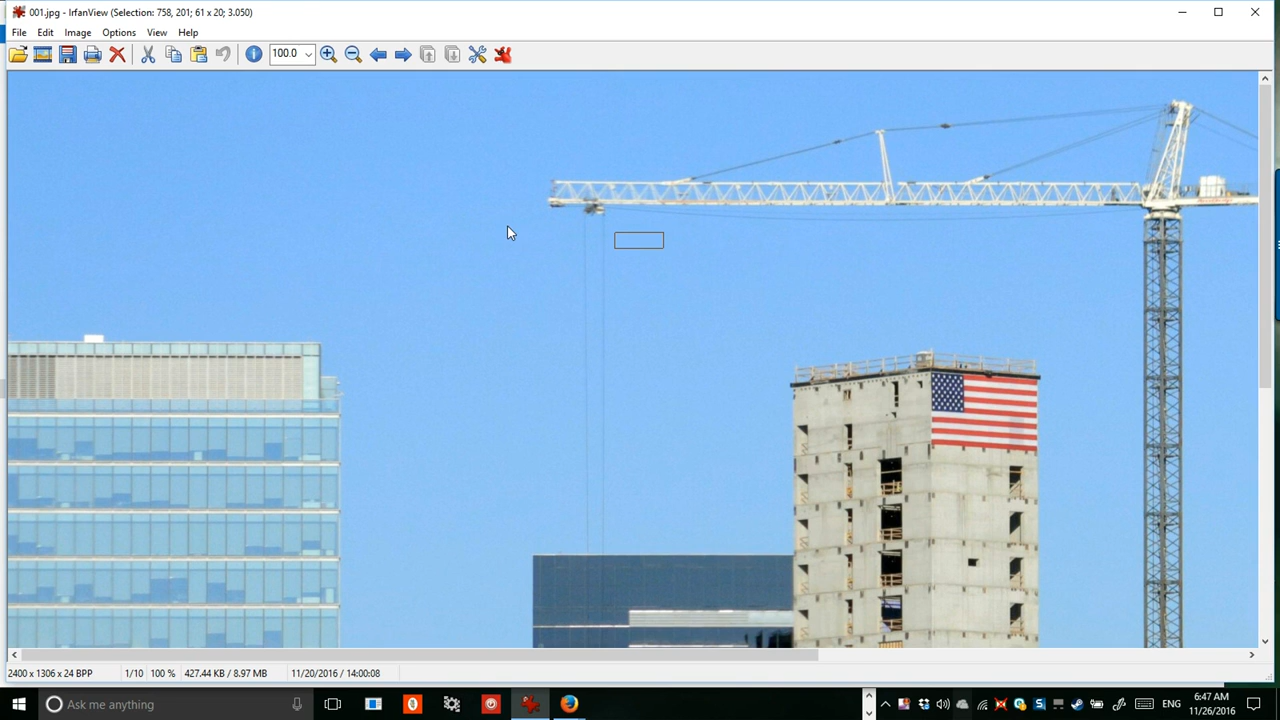 001.jpg - IrfanView (Selection: 758, 201; 61 x 20; 3.050)
File Edit Image Options View Help
100.0
2400 x 1306 x 24 BPP 1/10 100 % 427.44 KB / 8.97 MB 11/20/2016 / 14:00:08
Ask me anything
ENG
6:47 AM
11/26/2016